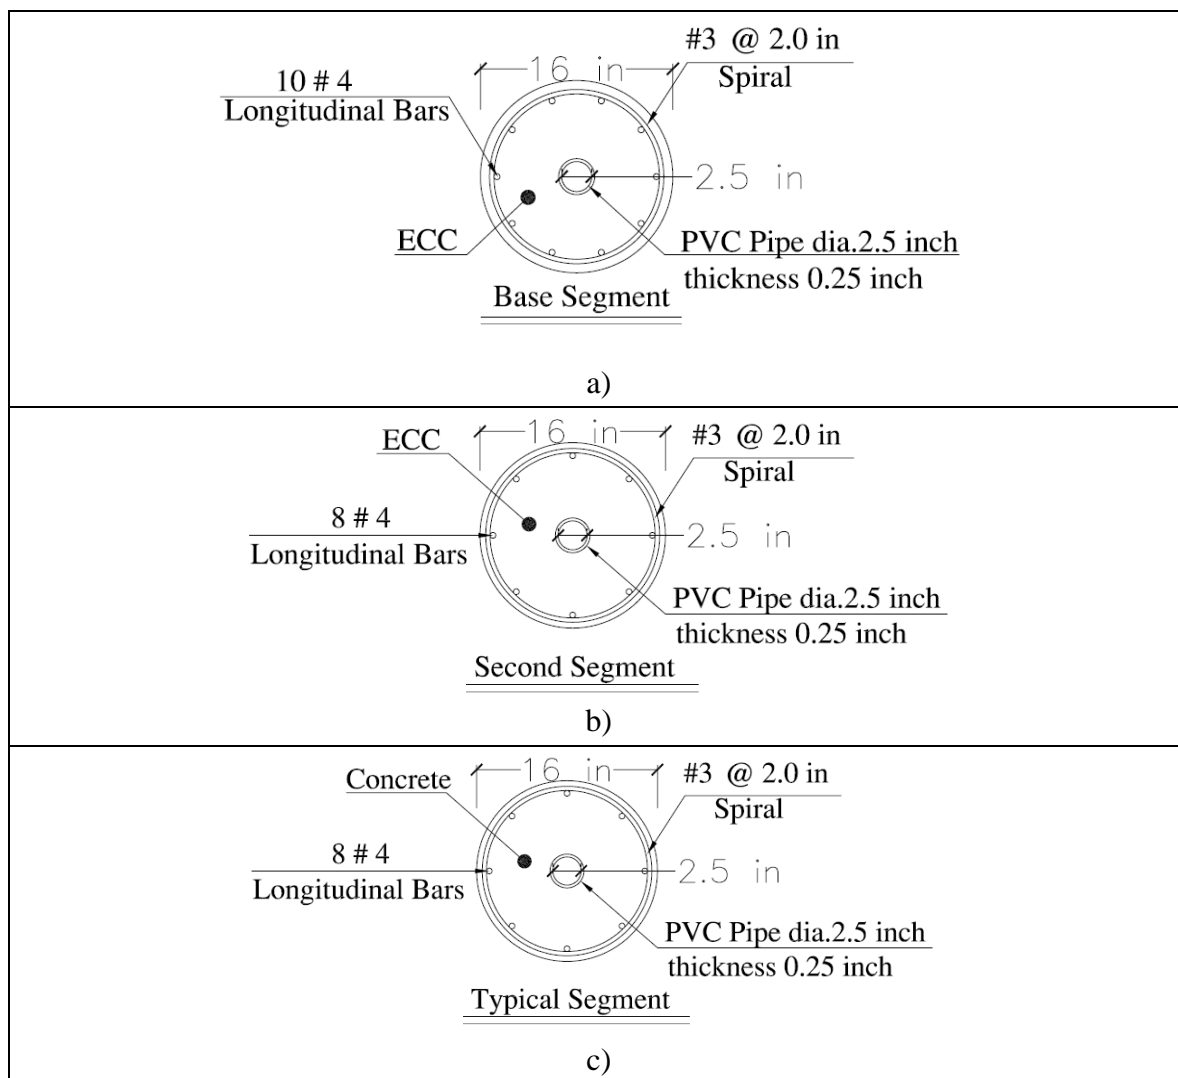 #3 @ 2.0 in
Spiral
16 in
10 # 4
Longitudinal Bars
2.5 in
ECC
PVC Pipe dia.2.5 inch
thickness 0.25 inch
Base Segment
a)
ECC
16 in
#3 @ 2.0 in
Spiral
8 # 4
Longitudinal Bars
2.5 in
PVC Pipe dia.2.5 inch
thickness 0.25 inch
Second Segment
b)
Concrete
16 in
#3 @ 2.0 in
Spiral
8 # 4
Longitudinal Bars
2.5 in
PVC Pipe dia.2.5 inch
thickness 0.25 inch
Typical Segment
c)